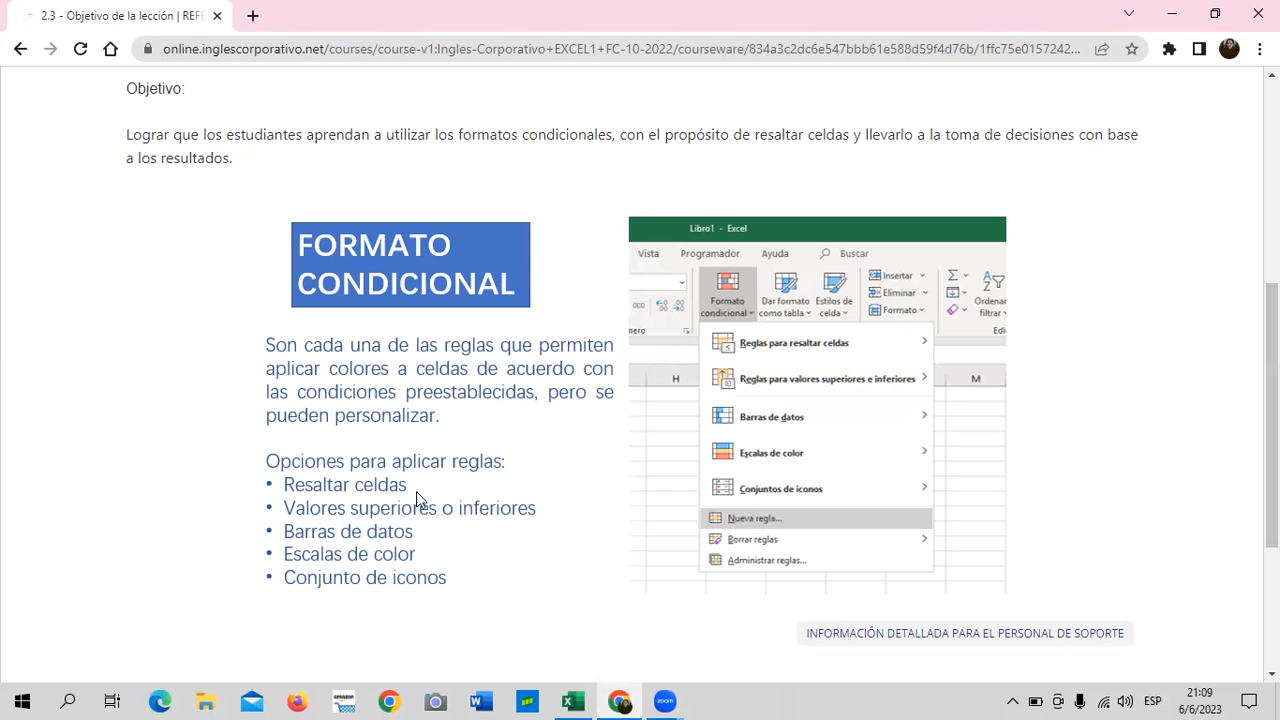 2.3 - Objetivo de la lección | REFE
online.inglescorporativo.net/courses/course-v1:Ingles-Corporativo+EXCEL1+FC-10-2022/courseware/834a3c2dc6e547bbb61e588d59f4d76b/1ffc75e0157242...
Objetivo:
Lograr que los estudiantes aprendan a utilizar los formatos condicionales, con el propósito de resaltar celdas y llevarlo a la toma de decisiones con base
a los resultados.
FORMATO
CONDICIONAL
Son cada una de las reglas que permiten
aplicar colores a celdas de acuerdo con
las condiciones preestablecidas, pero se
pueden personalizar.
Opciones para aplicar reglas:
• Resaltar celdas
• Valores superiores o inferiores
• Barras de datos
• Escalas de color
• Conjunto de iconos
Libro1 - Excel
Vista Programador Ayuda Buscar
Formato condicional
Dar formato como tabla
Estilos de celda
Insertar
Eliminar
Formato
Ordenar
filtrar
000
mero
Edi
H M
Reglas para resaltar celdas
Reglas para valores superiores e inferiores
10
Barras de datos
Escalas de color
Conjuntos de iconos
Nueva regla...
Borrar reglas
Administrar reglas...
INFORMACIÓN DETALLADA PARA EL PERSONAL DE SOPORTE
zoom
ESP
21:09
6/6/2023